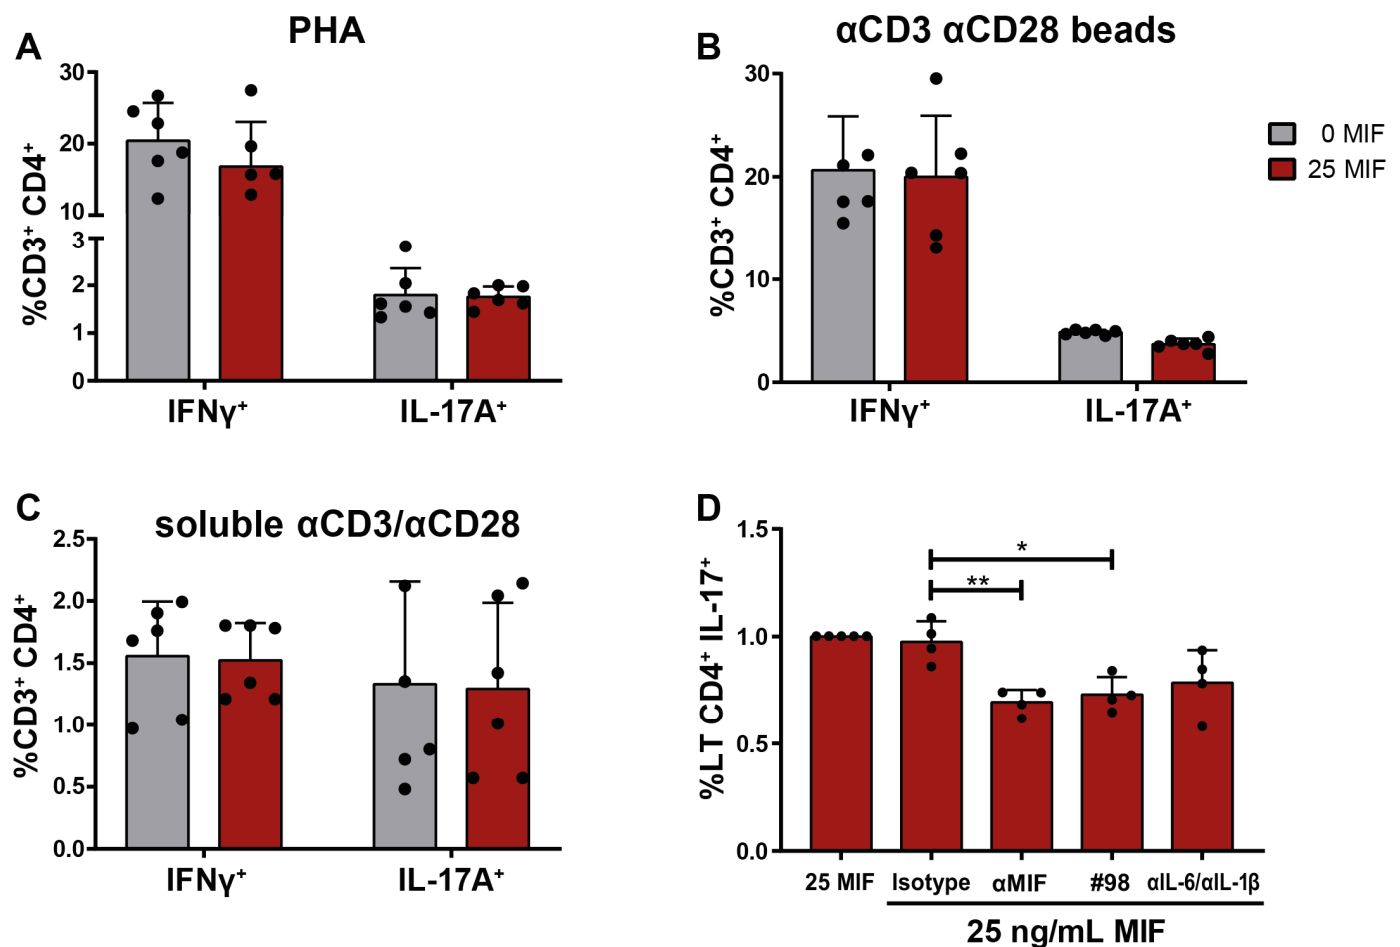 A
PHA
%CD3⁺ CD4⁺
30
20
10
3
2
1
0
IFNγ⁺
IL-17A⁺
B
αCD3 αCD28 beads
%CD3⁺ CD4⁺
30
20
10
0
IFNγ⁺
IL-17A⁺
0 MIF
25 MIF
C
soluble αCD3/αCD28
%CD3⁺ CD4⁺
2.5
2.0
1.5
1.0
0.5
0.0
IFNγ⁺
IL-17A⁺
D
%LT CD4⁺ IL-17⁺
1.5
1.0
0.5
0.0
*
**
25 MIF
Isotype
αMIF
#98
αIL-6/αIL-1β
25 ng/mL MIF